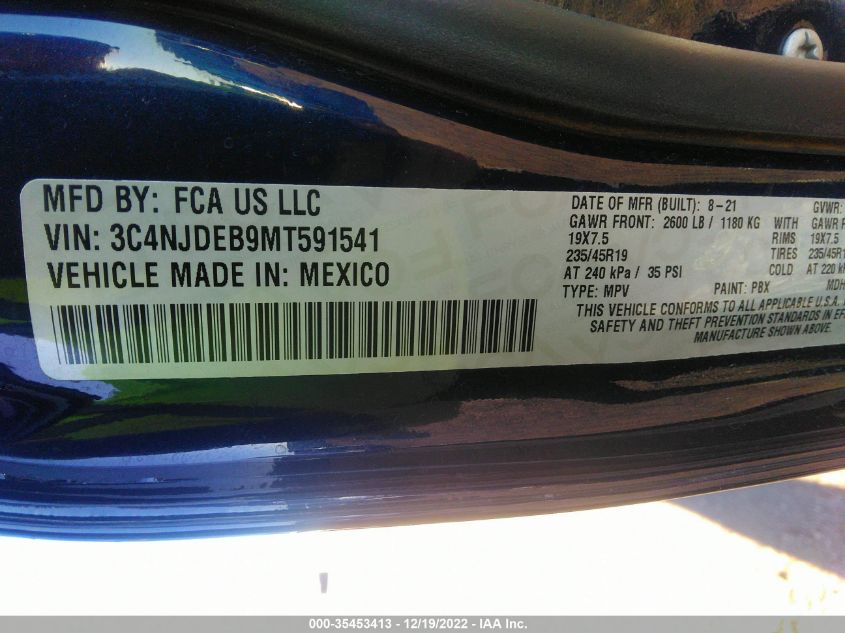 MFD BY: FCA US LLC
VIN: 3C4NJDEB9MT591541
VEHICLE MADE IN: MEXICO
DATE OF MFR (BUILT): 8-21 GVWR:
GAWR FRONT: 2600 LB / 1180 KG WITH GAWR
19X7.5 RIMS 19X7.5
235/45R19 TIRES 235/45R1
AT 240 kPa / 35 PSI COLD AT 220
TYPE: MPV PAINT: PBX MDH
THIS VEHICLE CONFORMS TO ALL APPLICABLE U.S.A.
SAFETY AND THEFT PREVENTION STANDARDS IN EF
MANUFACTURE SHOWN ABOVE.
000-35453413 - 12/19/2022 - IAA Inc.